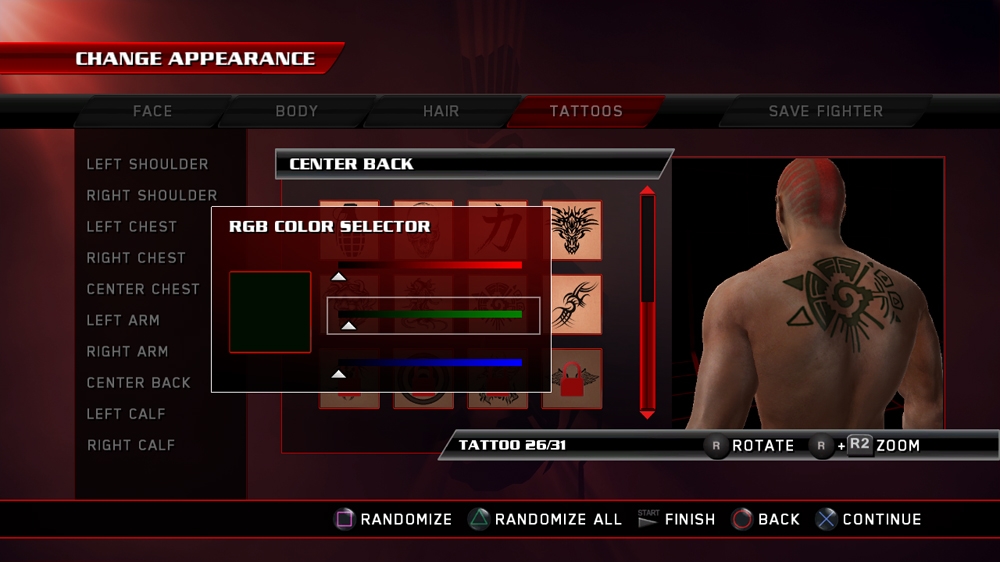 CHANGE APPEARANCE
FACE
BODY
HAIR
TATTOOS
SAVE FIGHTER
LEFT SHOULDER
RIGHT SHOULDER
LEFT CHEST
RIGHT CHEST
CENTER CHEST
LEFT ARM
RIGHT ARM
CENTER BACK
LEFT CALF
RIGHT CALF
CENTER BACK
RGB COLOR SELECTOR
力
TATTOO 26/31
R ROTATE R + R2 ZOOM
RANDOMIZE
RANDOMIZE ALL
START FINISH
BACK
CONTINUE